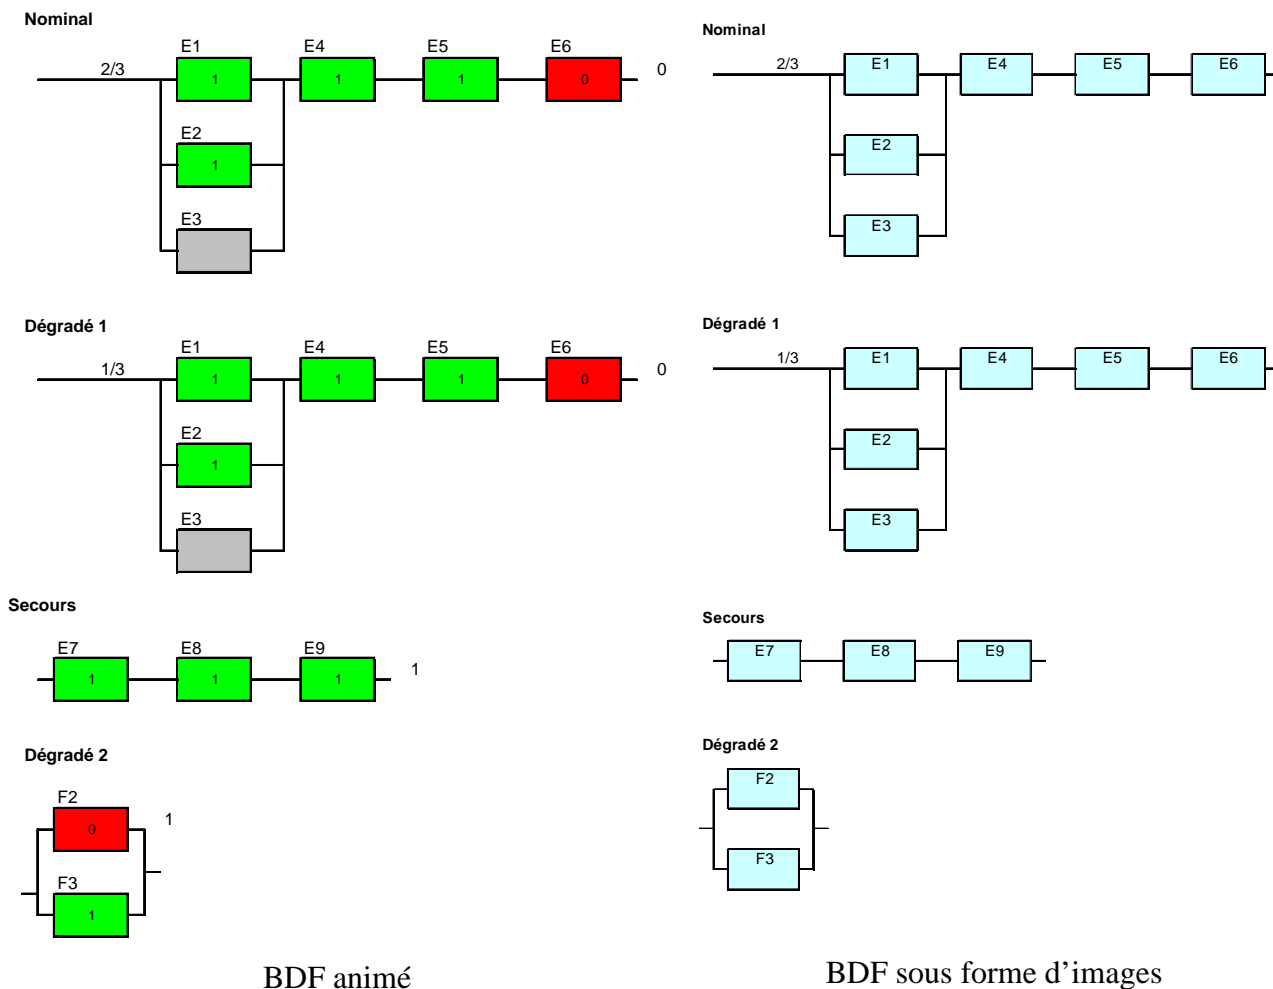 Nominal
E1 E4 E5 E6
2/3 1 1 1 0 0
E2
1
E3
Dégradé 1
E1 E4 E5 E6
1/3 1 1 1 0 0
E2
1
E3
Secours
E7 E8 E9
1 1 1 1
Dégradé 2
F2
0 1
F3
1
BDF animé
Nominal
2/3 E1 E4 E5 E6
E2
E3
Dégradé 1
1/3 E1 E4 E5 E6
E2
E3
Secours
E7 E8 E9
Dégradé 2
F2
F3
BDF sous forme d’images